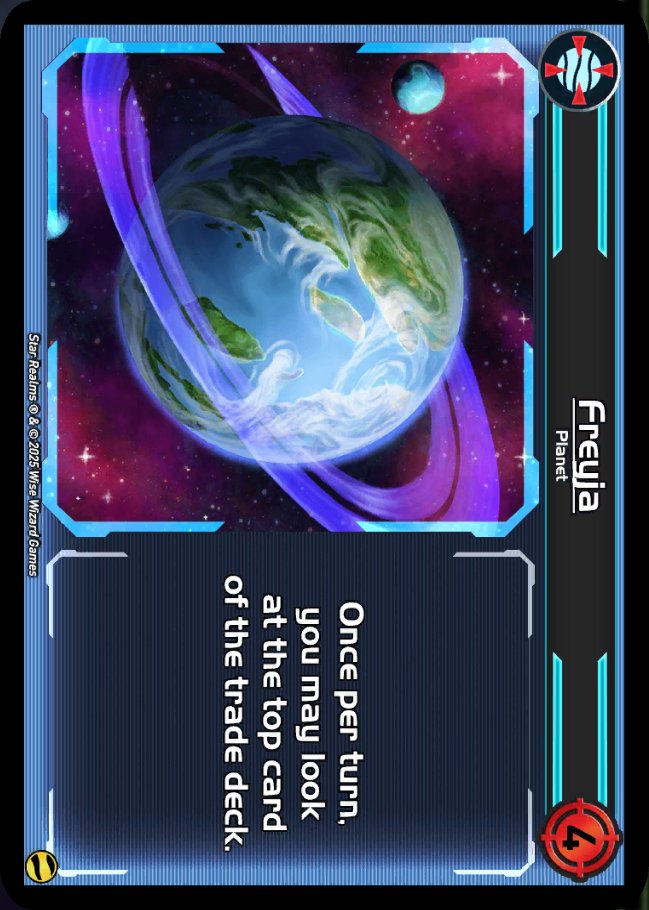 Freyja
Planet
4
Once per turn,
you may look
at the top card
of the trade deck.
Star Realms ® & © 2025 Wise Wizard Games